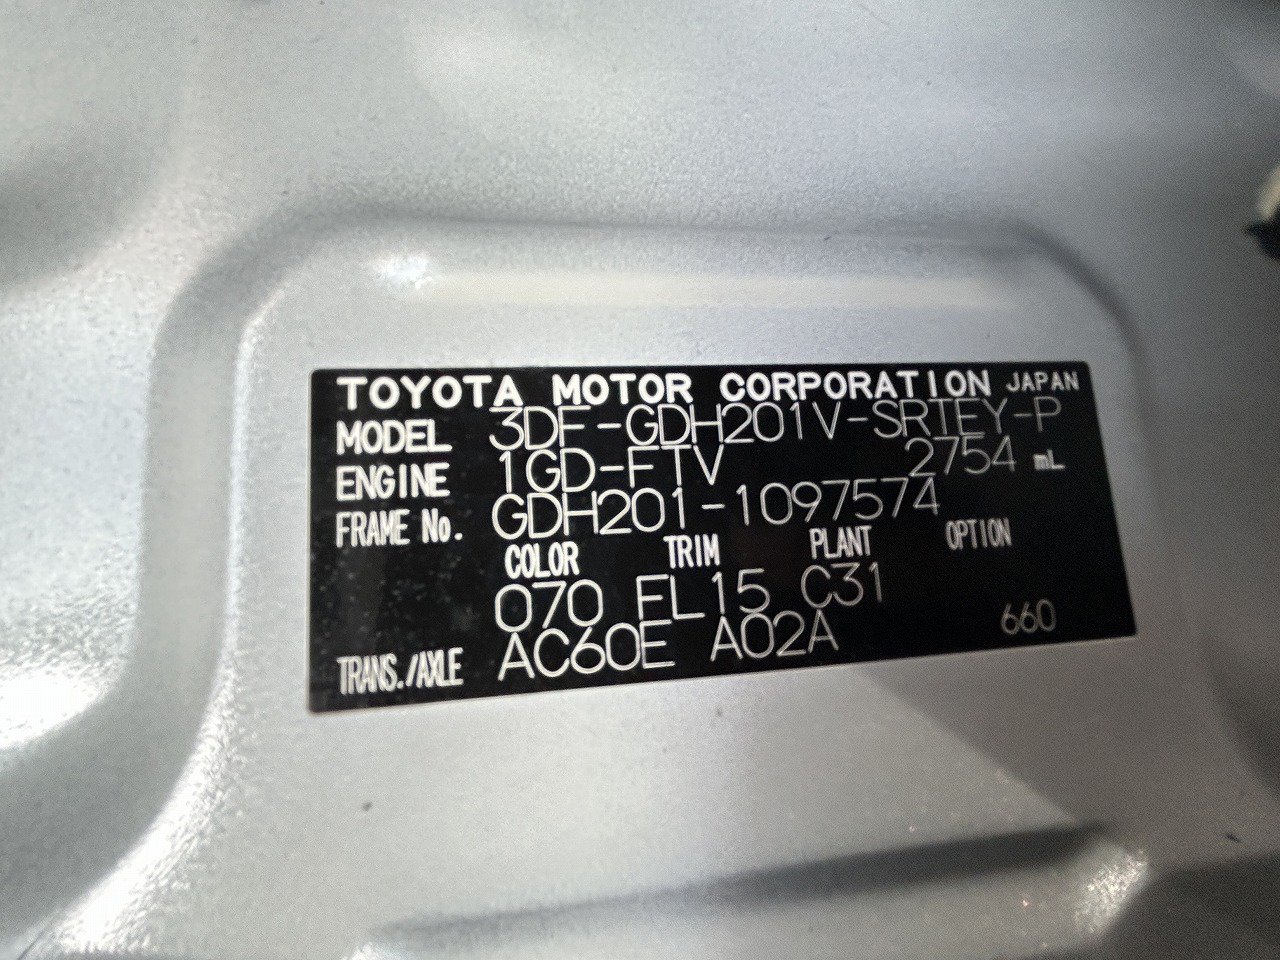 TOYOTA MOTOR CORPORATION JAPAN
MODEL 3DF-GDH201V-SRTEY-P
ENGINE 1GD-FTV 2754 mL
FRAME No. GDH201-1097574
COLOR TRIM PLANT OPTION
070 FL15 C31
TRANS./AXLE AC60E A02A 660